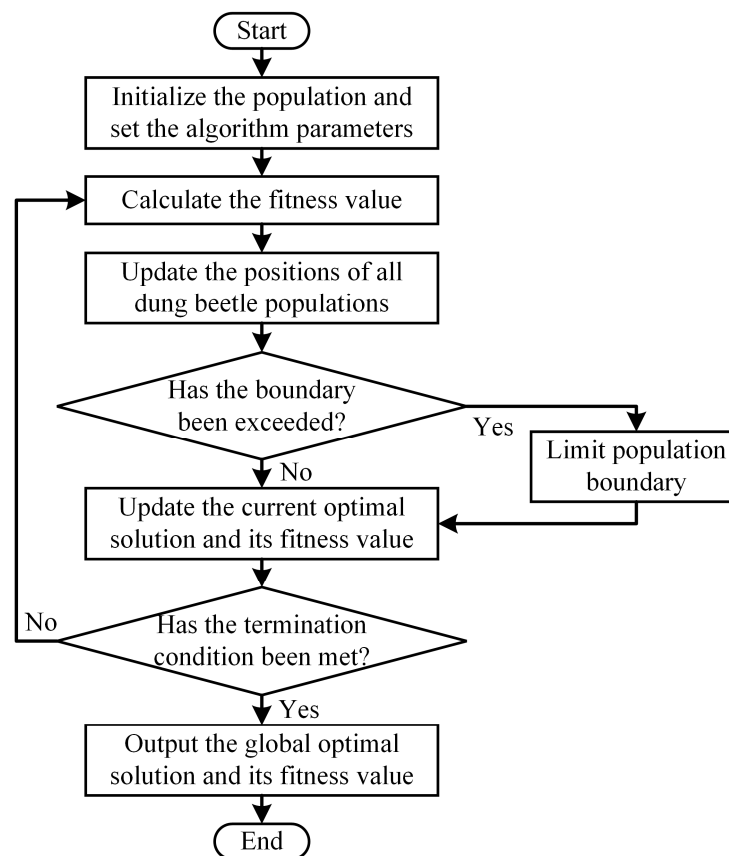 Start
Initialize the population and
set the algorithm parameters
Calculate the fitness value
Update the positions of all
dung beetle populations
Has the boundary
been exceeded?
Yes
Limit population
boundary
No
Update the current optimal
solution and its fitness value
No
Has the termination
condition been met?
Yes
Output the global optimal
solution and its fitness value
End